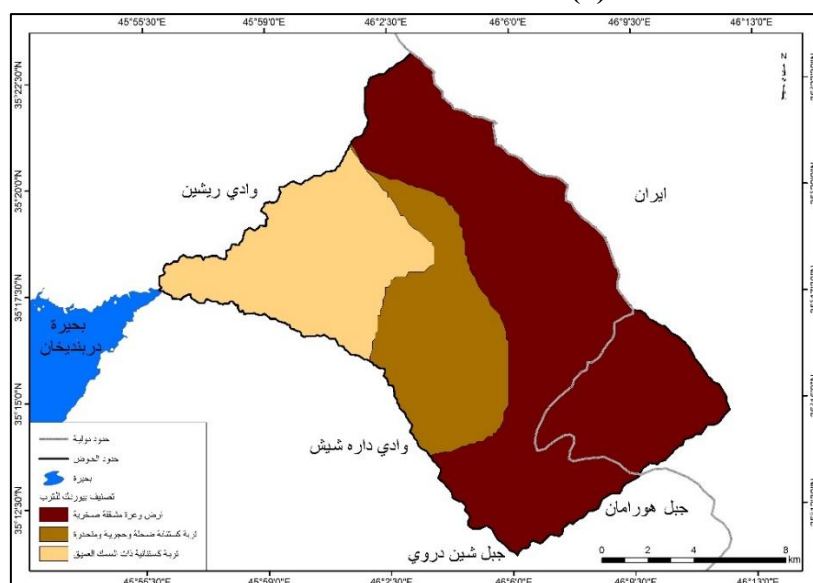 45°55'30"E 45°59'0"E 46°2'30"E 46°6'0"E 46°9'30"E 46°13'0"E
N
35°22'30"N
35°20'0"N
35°17'30"N
35°15'0"N
35°12'30"N
وادي ريشين
ايران
بحيرة
دربنديخان
وادي داره شيش
جبل هورامان
جبل شين دروي
حدود دولية
حدود الحوض
بحيرة
تصنيف بيوردنك للترب
ارض وعرة مشققة صخرية
تربة كستنائة ضحلة وحجرية ومنحدرة
تربة كستنائية ذات السمك العميق
0 2 4 8
km
45°55'30"E 45°59'0"E 46°2'30"E 46°6'0"E 46°9'30"E 46°13'0"E